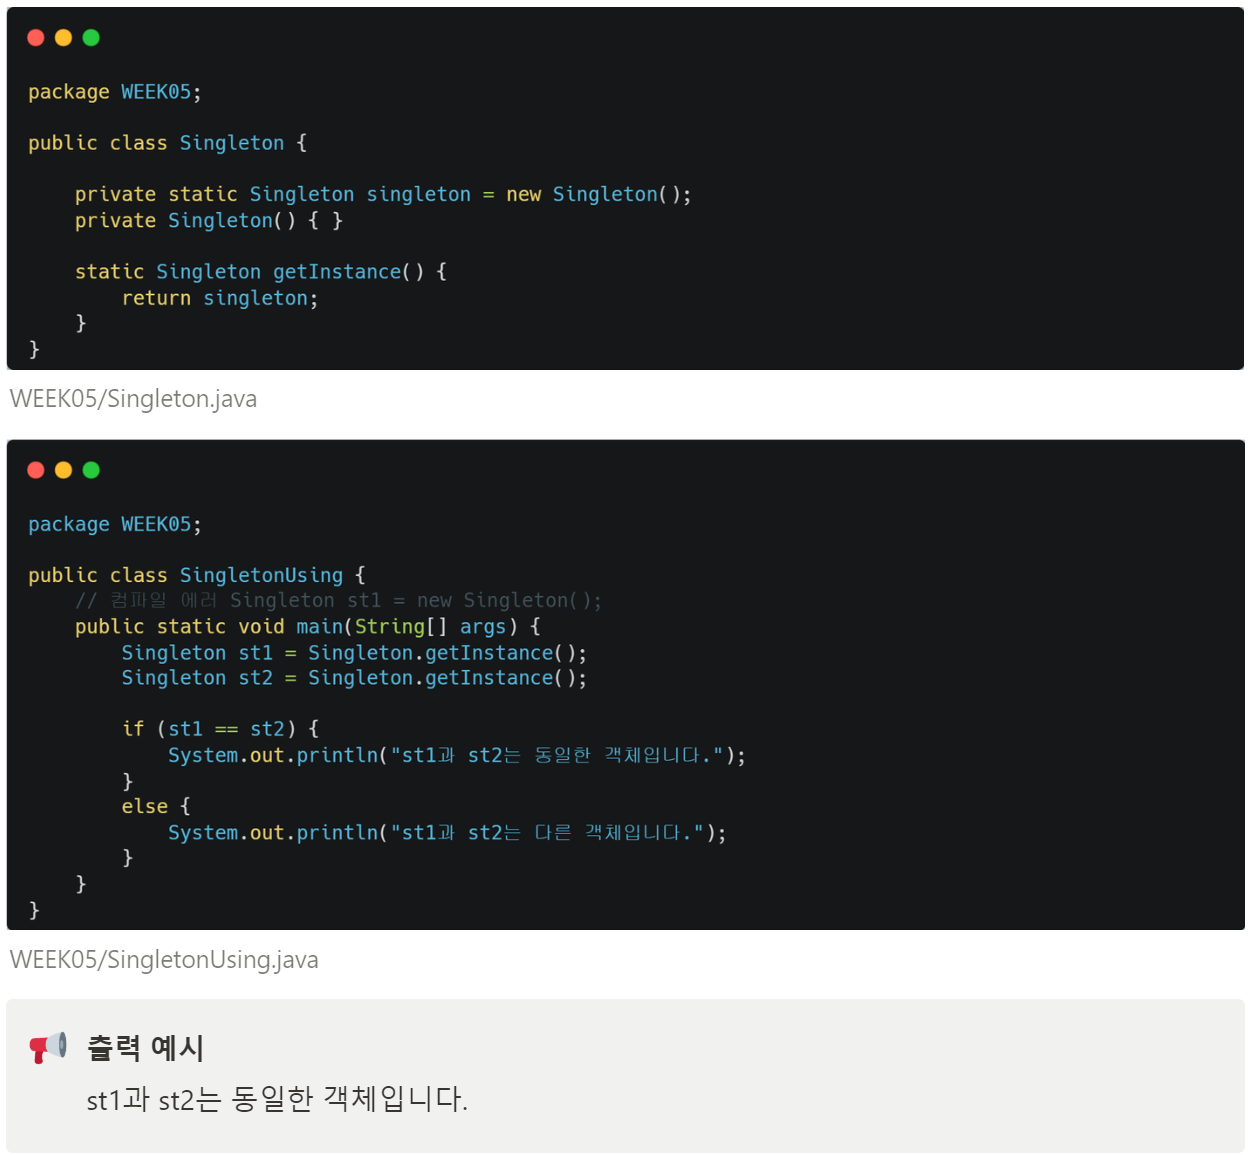 package WEEK05;
public class Singleton {
private static Singleton singleton = new Singleton();
private Singleton() { }
static Singleton getInstance() {
return singleton;
}
}
WEEK05/Singleton.java
package WEEK05;
public class SingletonUsing {
// 컴파일 에러 Singleton st1 = new Singleton();
public static void main(String[] args) {
Singleton st1 = Singleton.getInstance();
Singleton st2 = Singleton.getInstance();
if (st1 == st2) {
System.out.println("st1과 st2는 동일한 객체입니다.");
}
else {
System.out.println("st1과 st2는 다른 객체입니다.");
}
}
}
WEEK05/SingletonUsing.java
출력 예시
st1과 st2는 동일한 객체입니다.